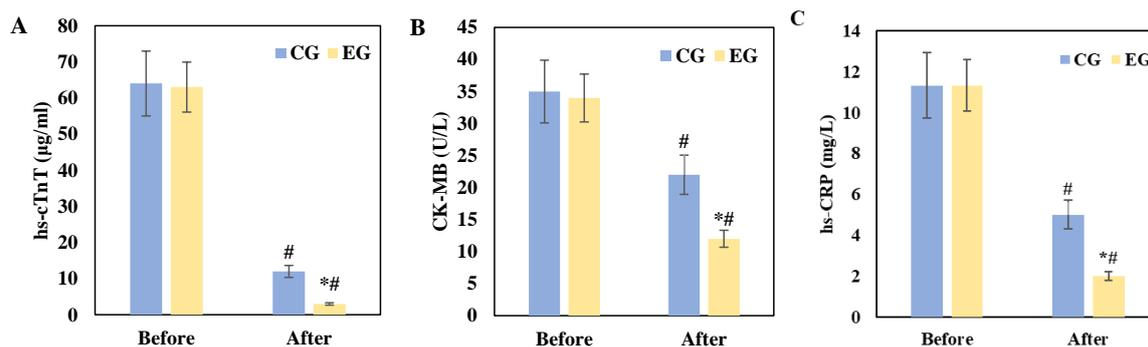 A
hs-cTnT (µg/ml)
80
70
60
50
40
30
20
10
0
CG EG
#
*#
Before After
B
CK-MB (U/L)
45
40
35
30
25
20
15
10
5
0
CG EG
#
*#
Before After
C
hs-CRP (mg/L)
14
12
10
8
6
4
2
0
CG EG
#
*#
Before After